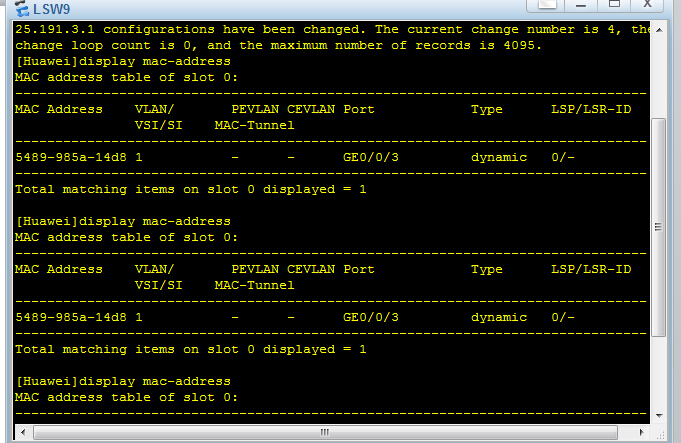 LSW9
25.191.3.1 configurations have been changed. The current change number is 4, the
change loop count is 0, and the maximum number of records is 4095.
[Huawei]display mac-address
MAC address table of slot 0:
-------------------------------------------------------------------------------
MAC Address VLAN/ PEVLAN CEVLAN Port Type LSP/LSR-ID
VSI/SI MAC-Tunnel
-------------------------------------------------------------------------------
5489-985a-14d8 1 - - GE0/0/3 dynamic 0/-
-------------------------------------------------------------------------------
Total matching items on slot 0 displayed = 1
[Huawei]display mac-address
MAC address table of slot 0:
-------------------------------------------------------------------------------
MAC Address VLAN/ PEVLAN CEVLAN Port Type LSP/LSR-ID
VSI/SI MAC-Tunnel
-------------------------------------------------------------------------------
5489-985a-14d8 1 - - GE0/0/3 dynamic 0/-
-------------------------------------------------------------------------------
Total matching items on slot 0 displayed = 1
[Huawei]display mac-address
MAC address table of slot 0:
-------------------------------------------------------------------------------